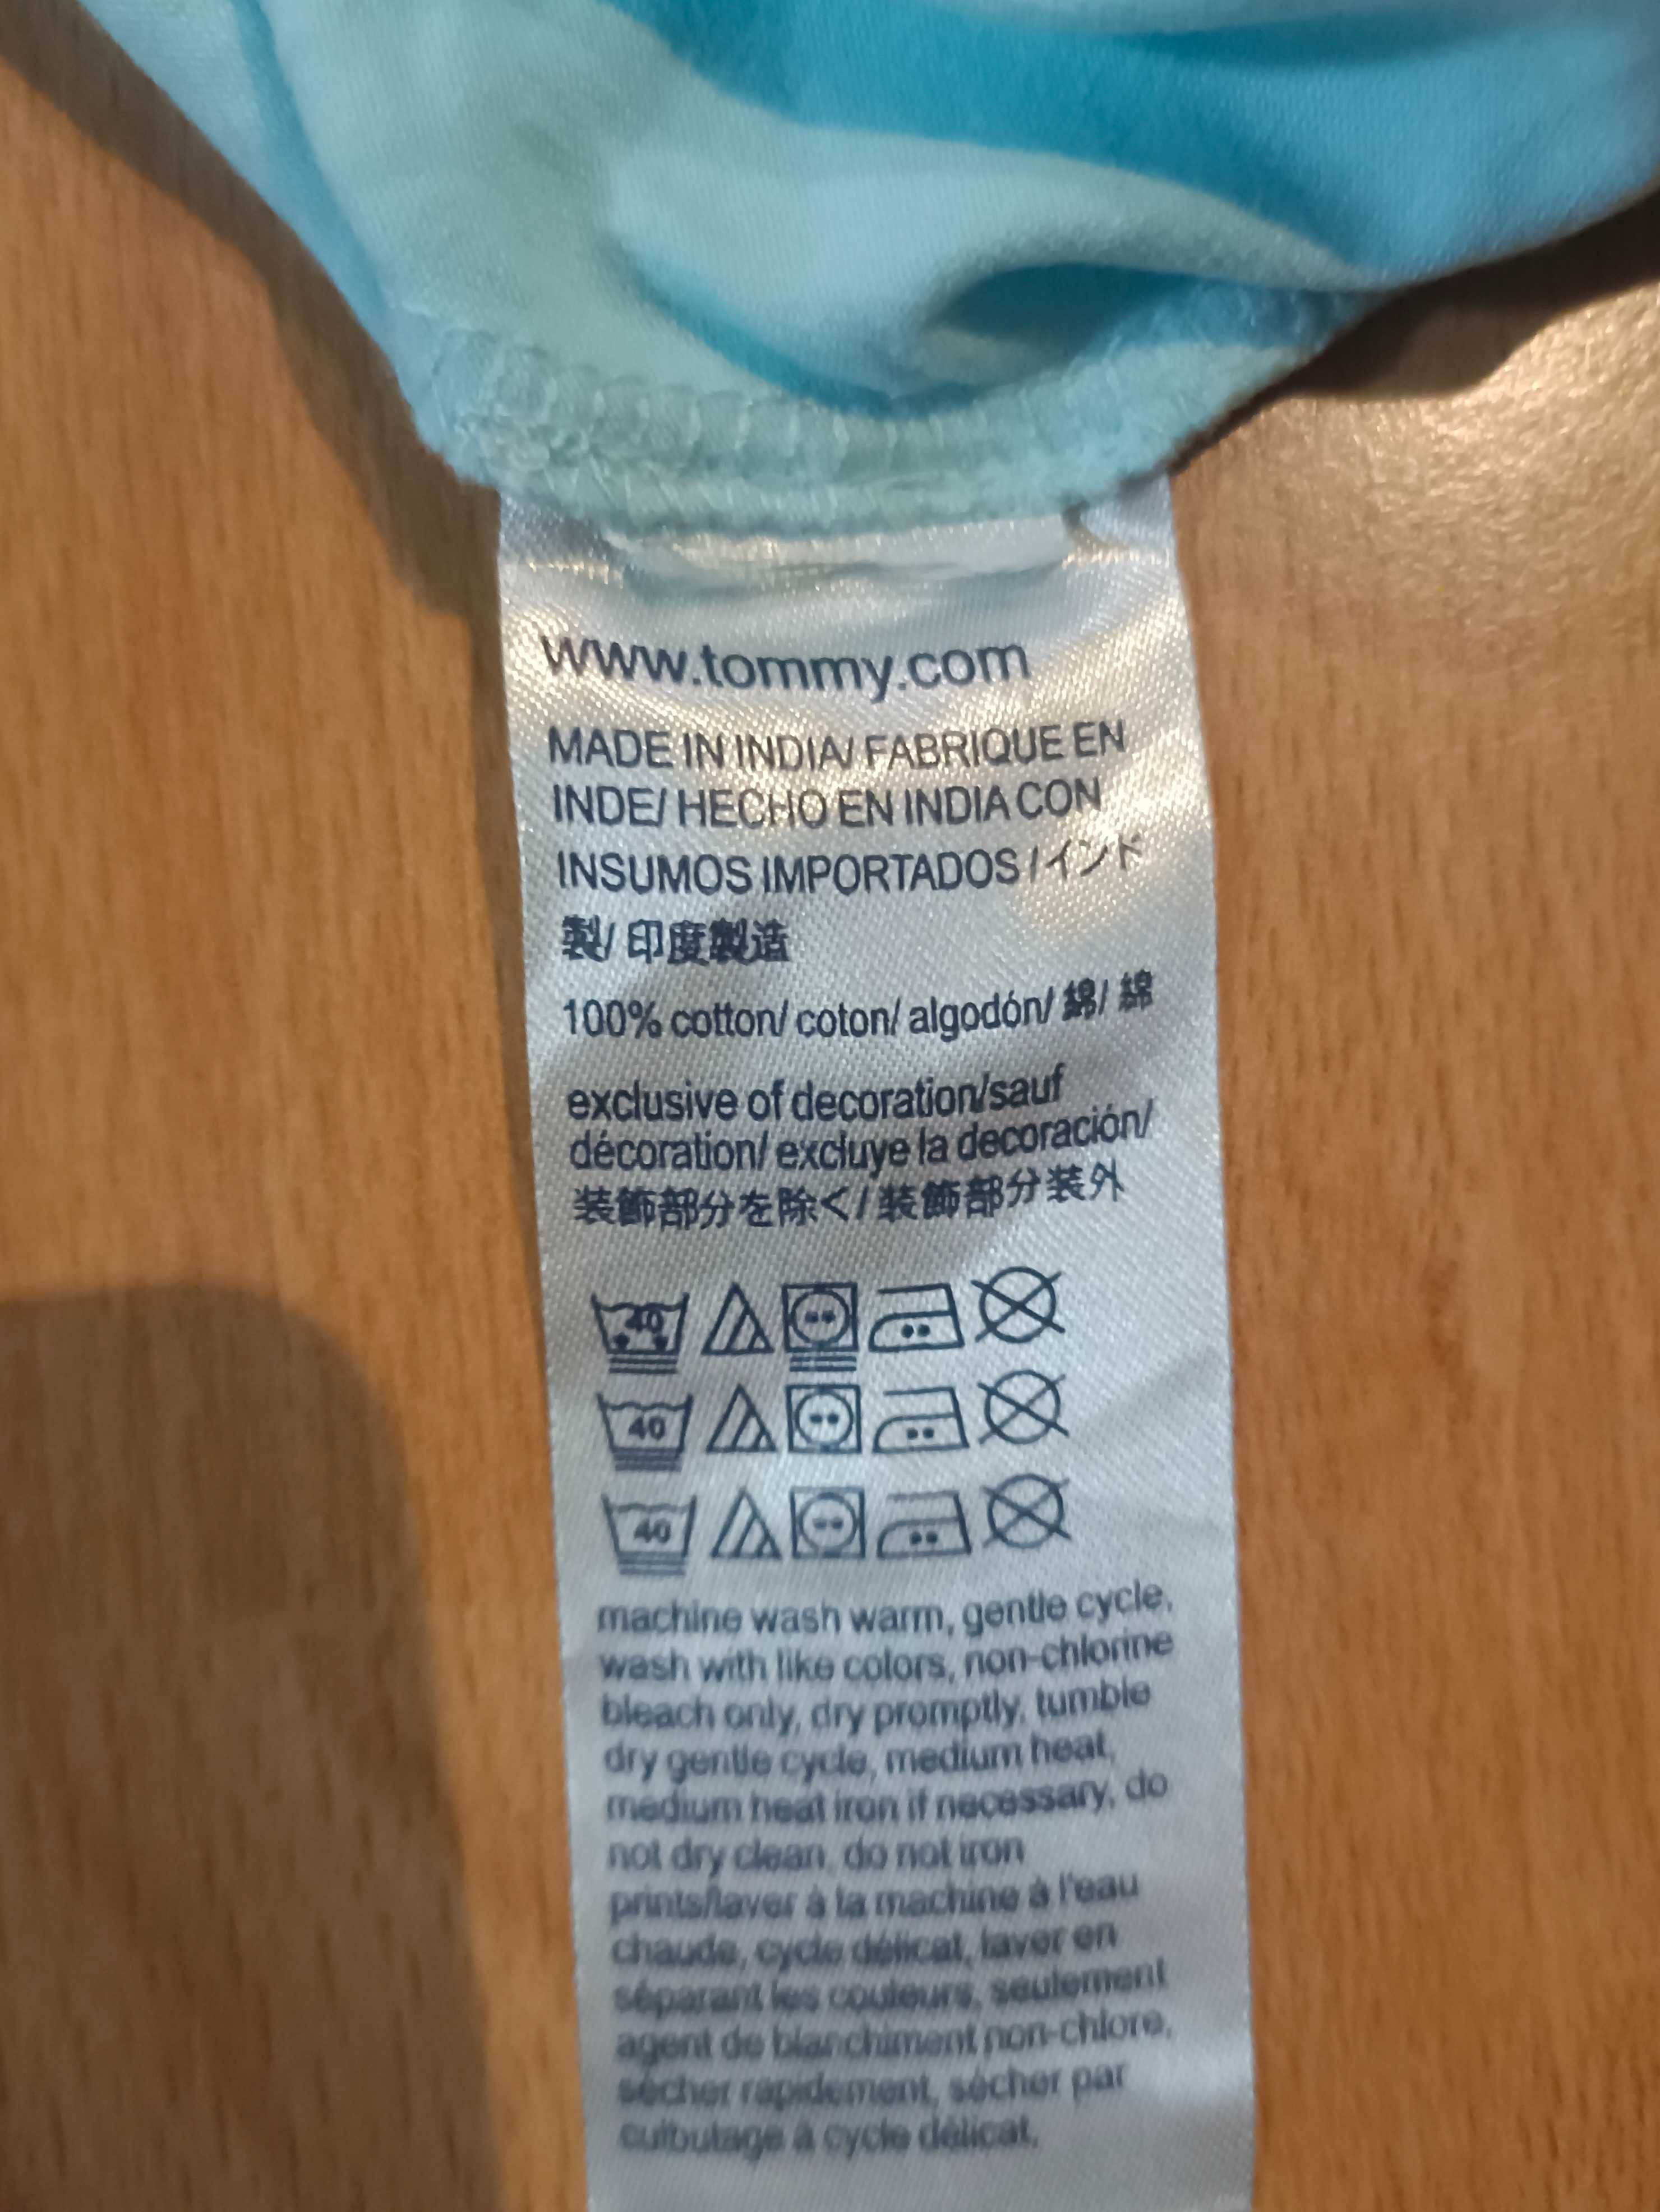 www.tommy.com
MADE IN INDIA/ FABRIQUE EN
INDE/ HECHO EN INDIA CON
INSUMOS IMPORTADOS / インド
製/ 印度製造
100% cotton/ coton/ algodón/ 綿/ 綿
exclusive of decoration/sauf
décoration/ excluye la decoración/
装飾部分を除く/ 装飾部分装外
40
40
40
machine wash warm, gentle cycle,
wash with like colors, non-chlorine
bleach only, dry promptly, tumble
dry gentle cycle, medium heat,
medium heat iron if necessary, do
not dry clean, do not iron
prints/laver à la machine à l'eau
chaude, cycle délicat, laver en
séparant les couleurs, seulement
agent de blanchiment non-chlore,
sécher rapidement, sécher par
culbutage à cycle délicat,